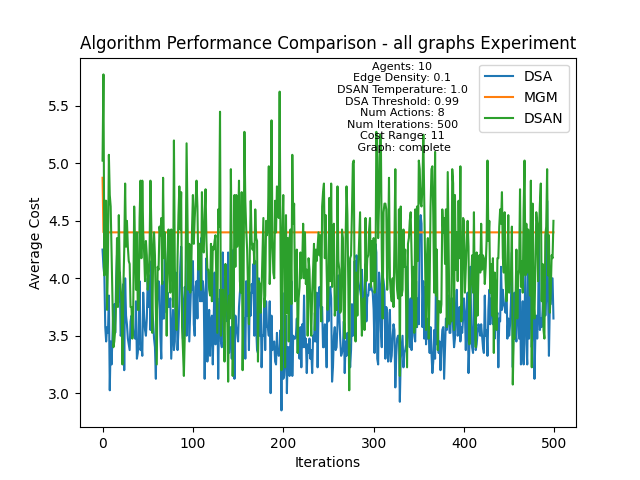 Algorithm Performance Comparison - all graphs Experiment
Agents: 10
Edge Density: 0.1
DSAN Temperature: 1.0
DSA Threshold: 0.99
Num Actions: 8
Num Iterations: 500
Cost Range: 11
Graph: complete
DSA
MGM
DSAN
Average Cost
5.5
5.0
4.5
4.0
3.5
3.0
0
100
200
300
400
500
Iterations